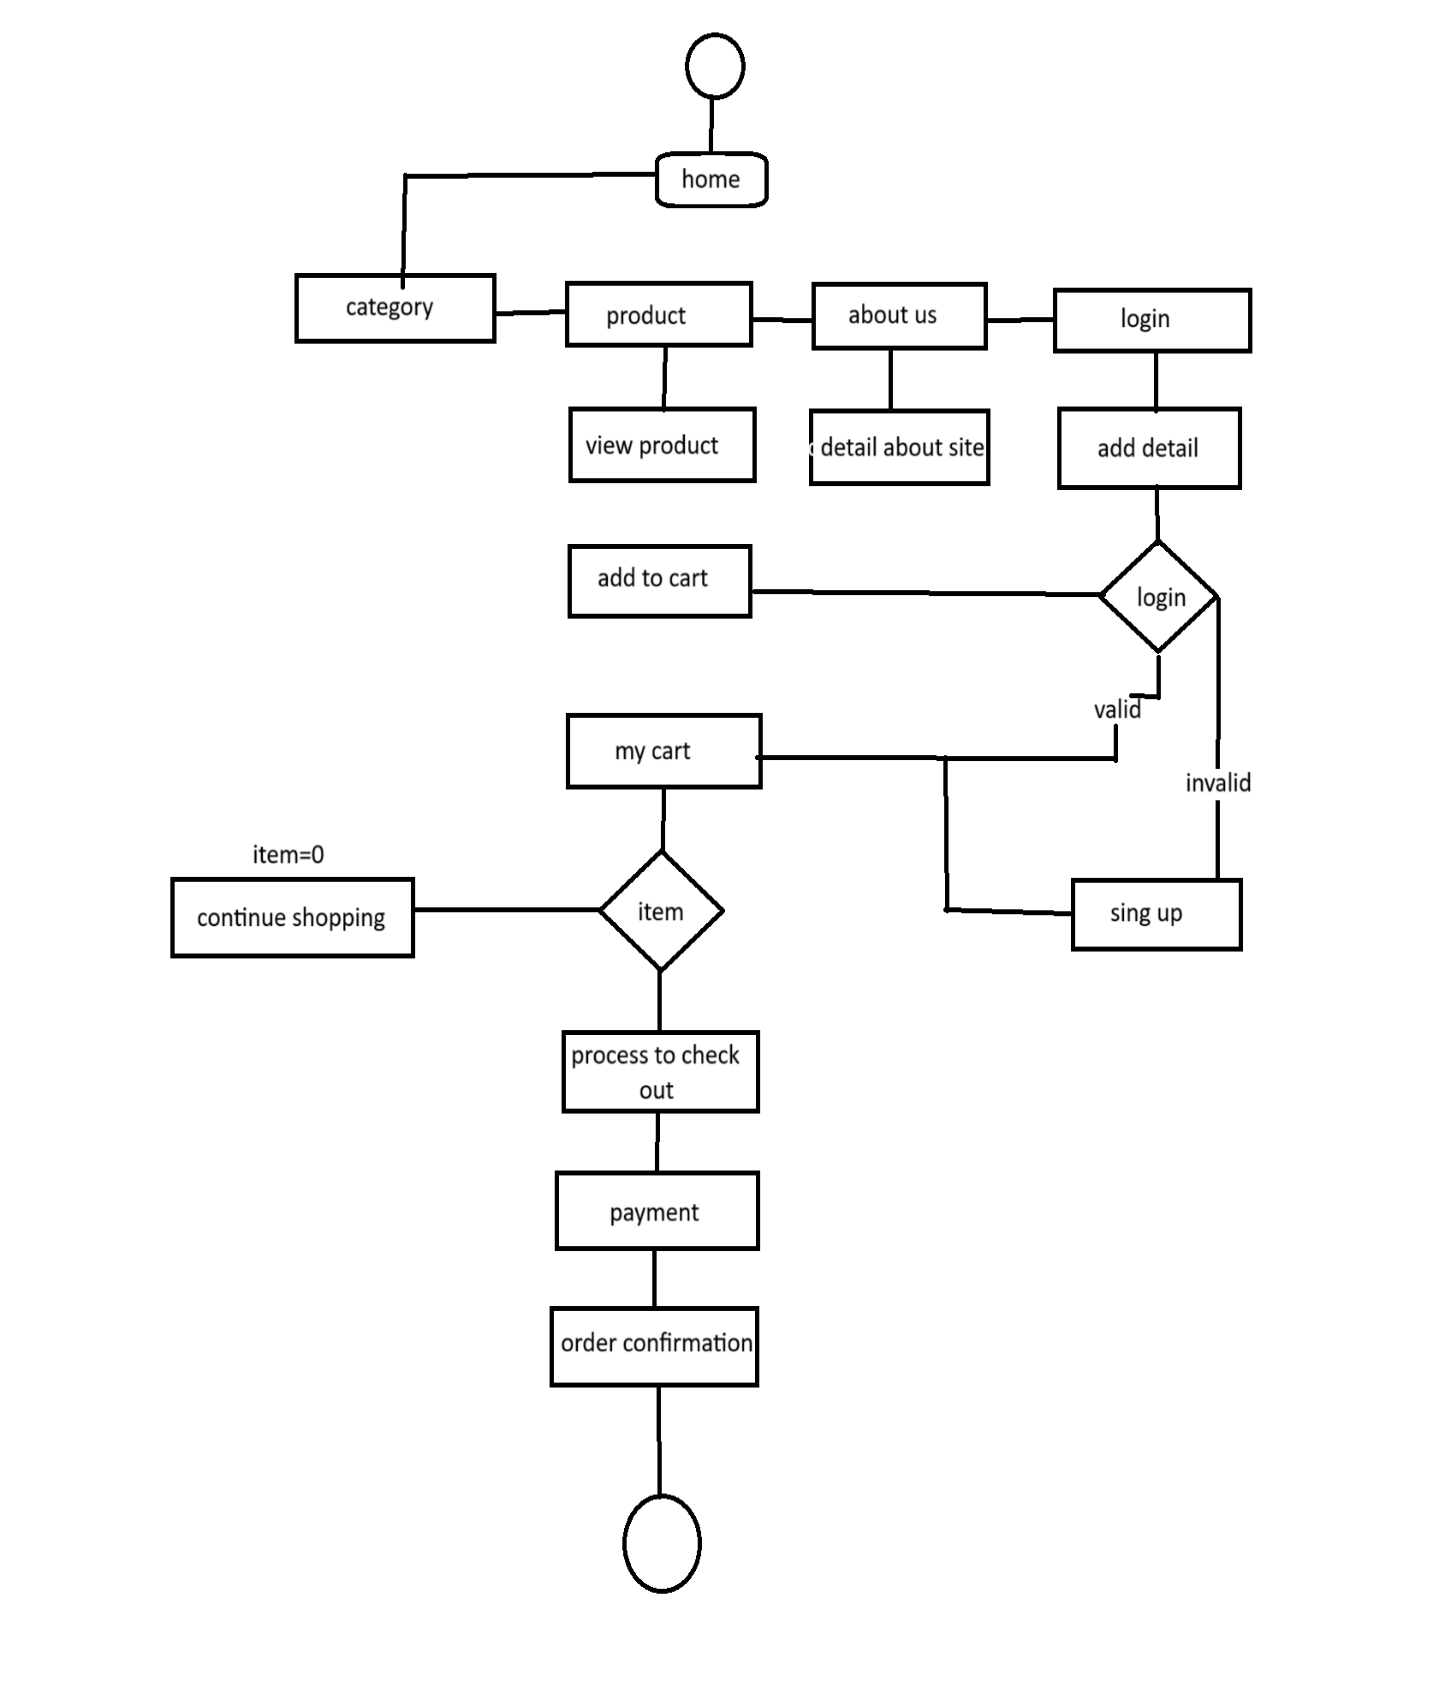 home
category
product
about us
login
view product
detail about site
add detail
add to cart
login
valid
my cart
invalid
item=0
continue shopping
item
sing up
process to check
out
payment
order confirmation